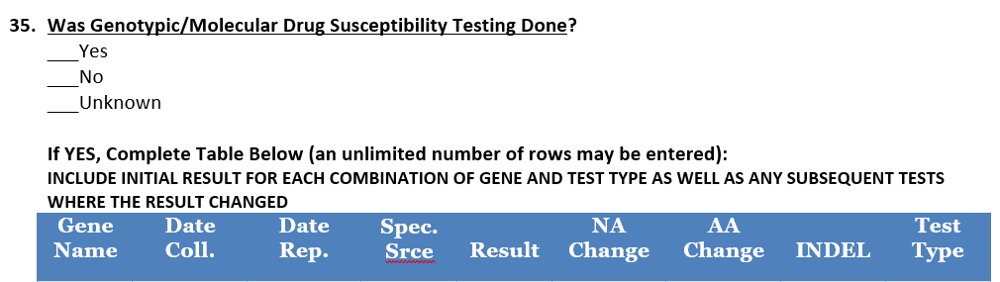 35. Was Genotypic/Molecular Drug Susceptibility Testing Done?
___Yes
___No
___Unknown
If YES, Complete Table Below (an unlimited number of rows may be entered):
INCLUDE INITIAL RESULT FOR EACH COMBINATION OF GENE AND TEST TYPE AS WELL AS ANY SUBSEQUENT TESTS
WHERE THE RESULT CHANGED
Gene Date Date Spec. NA AA Test
Name Coll. Rep. Srce Result Change Change INDEL Type